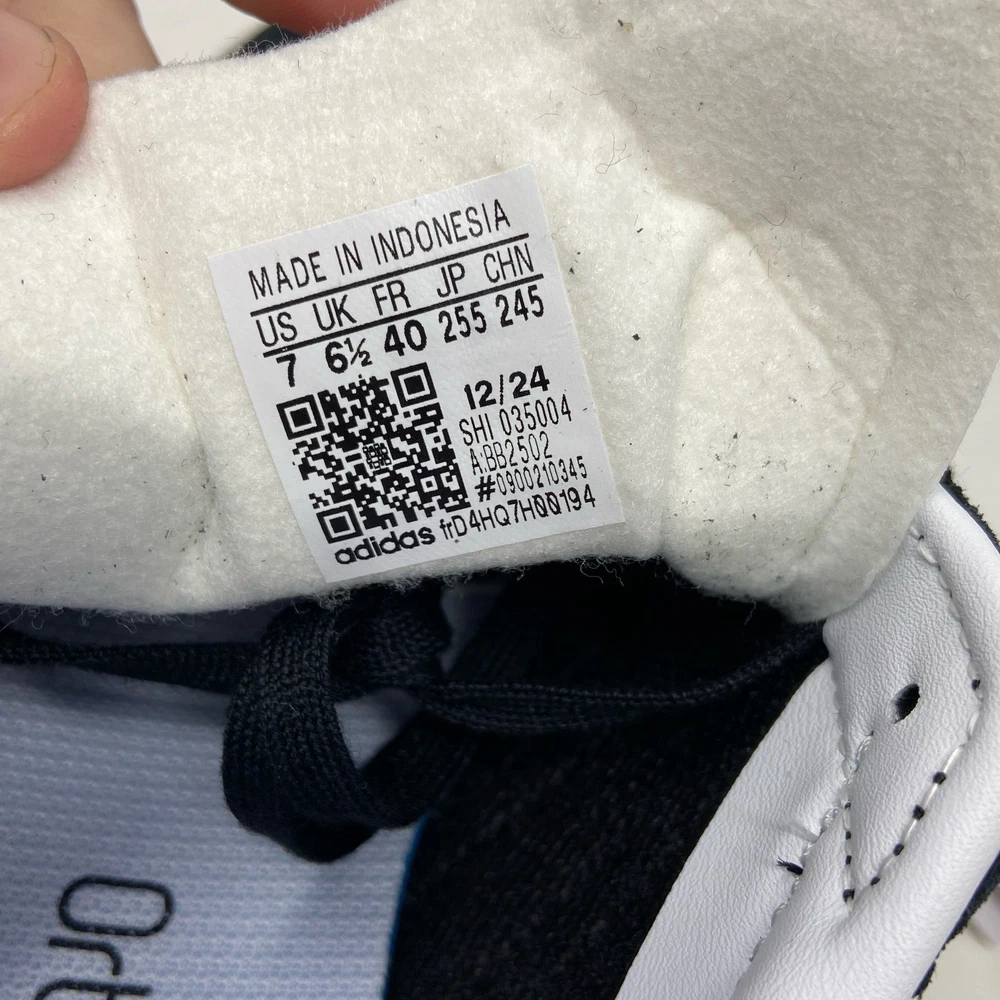 MADE IN INDONESIA
US UK FR JP CHN
7 6½ 40 255 245
12/24
SHI 035004
A:BB2502
#0900210345
adidas frD4HQ7H00194
Ort